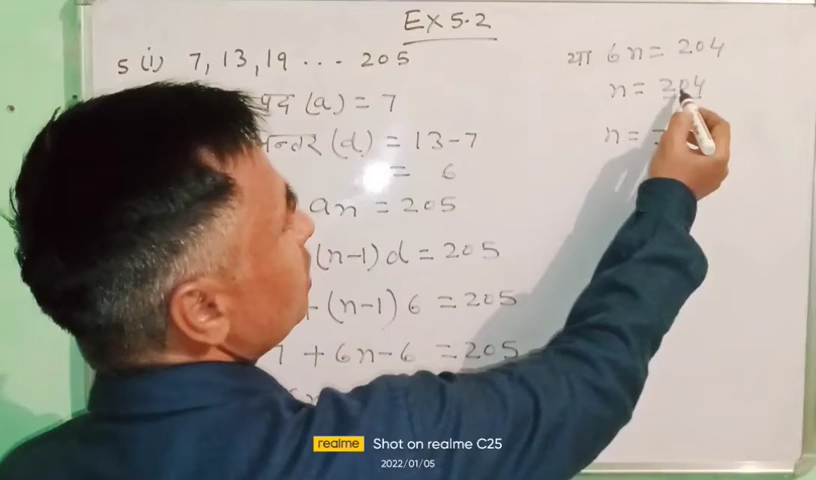 Ex 5.2
5 (i) 7, 13, 19 ... 205
पद (a) = 7
न्तर (d) = 13-7
= 6
an = 205
(n-1) d = 205
(n-1) 6 = 205
7 + 6n-6 = 205
या 6n = 204
n = 204
n =
realme Shot on realme C25
2022/01/05